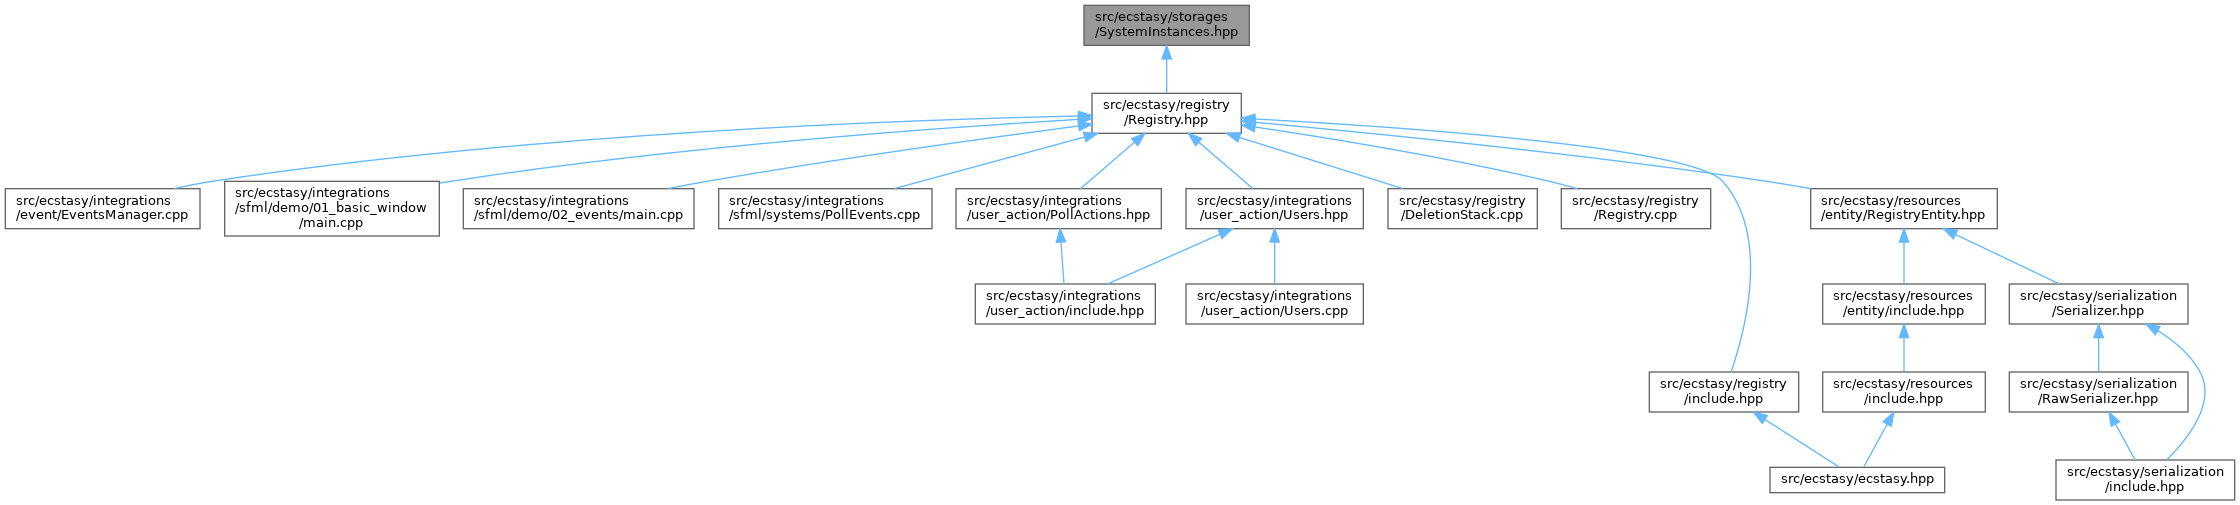 src/ecstasy/storages
/SystemInstances.hpp
src/ecstasy/registry
/Registry.hpp
src/ecstasy/integrations
/event/EventsManager.cpp
src/ecstasy/integrations
/sfml/demo/01_basic_window
/main.cpp
src/ecstasy/integrations
/sfml/demo/02_events/main.cpp
src/ecstasy/integrations
/sfml/systems/PollEvents.cpp
src/ecstasy/integrations
/user_action/PollActions.hpp
src/ecstasy/integrations
/user_action/Users.hpp
src/ecstasy/registry
/DeletionStack.cpp
src/ecstasy/registry
/Registry.cpp
src/ecstasy/resources
/entity/RegistryEntity.hpp
src/ecstasy/integrations
/user_action/include.hpp
src/ecstasy/integrations
/user_action/Users.cpp
src/ecstasy/resources
/entity/include.hpp
src/ecstasy/serialization
/Serializer.hpp
src/ecstasy/registry
/include.hpp
src/ecstasy/resources
/include.hpp
src/ecstasy/serialization
/RawSerializer.hpp
src/ecstasy/ecstasy.hpp
src/ecstasy/serialization
/include.hpp